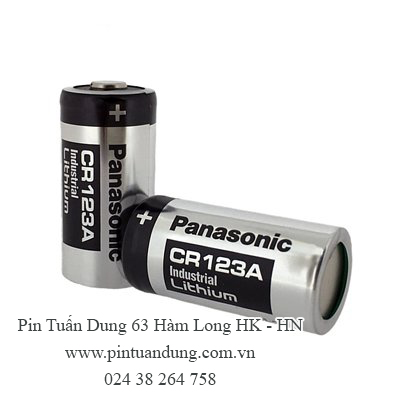 +
Panasonic
CR123A
Industrial
Lithium
+
Panasonic
CR123A
Industrial
Lithium
Pin Tuấn Dung 63 Hàm Long HK - HN
www.pintuandung.com.vn
024 38 264 758